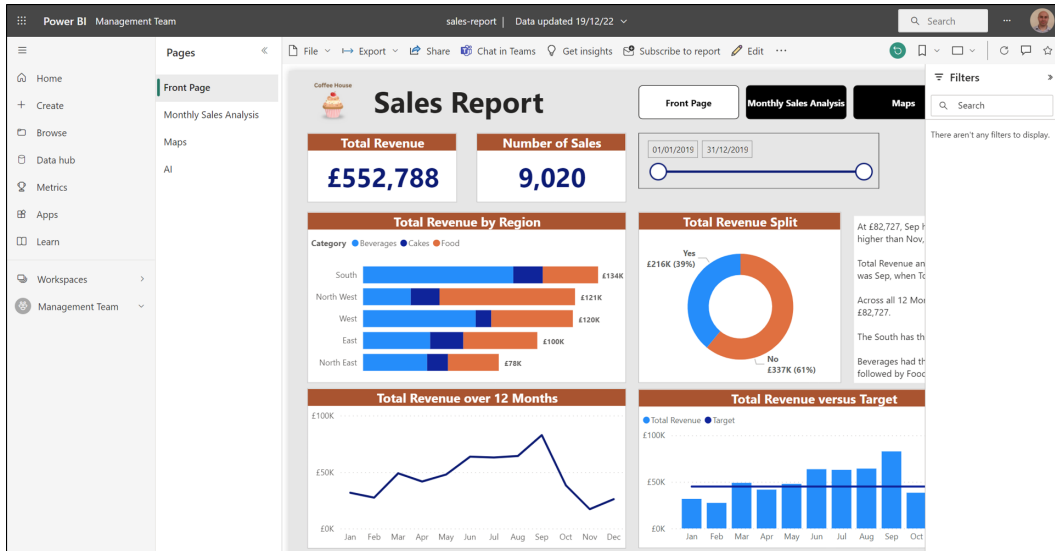 Power BI Management Team
sales-report | Data updated 19/12/22
Search
Home
Create
Browse
Data hub
Metrics
Apps
Learn
Workspaces
Management Team
Pages
Front Page
Monthly Sales Analysis
Maps
AI
File Export Share Chat in Teams Get insights Subscribe to report Edit
Coffee House
Sales Report
Front Page Monthly Sales Analysis Maps
Total Revenue
£552,788
Number of Sales
9,020
01/01/2019 31/12/2019
Total Revenue by Region
Category Beverages Cakes Food
South £134K
North West £121K
West £120K
East £100K
North East £78K
Total Revenue Split
Yes
£216K (39%)
No
£337K (61%)
At £82,727, Sep
higher than Nov,
Total Revenue an
was Sep, when
Across all 12
£82,727.
The South has
Beverages had
followed by
Total Revenue over 12 Months
£100K
£50K
£0K
Jan Feb Mar Apr May Jun Jul Aug Sep Oct Nov Dec
Total Revenue versus Target
Total Revenue Target
£100K
£50K
£0K
Jan Feb Mar Apr May Jun Jul Aug Sep Oct
Filters
Search
There aren't any filters to display.